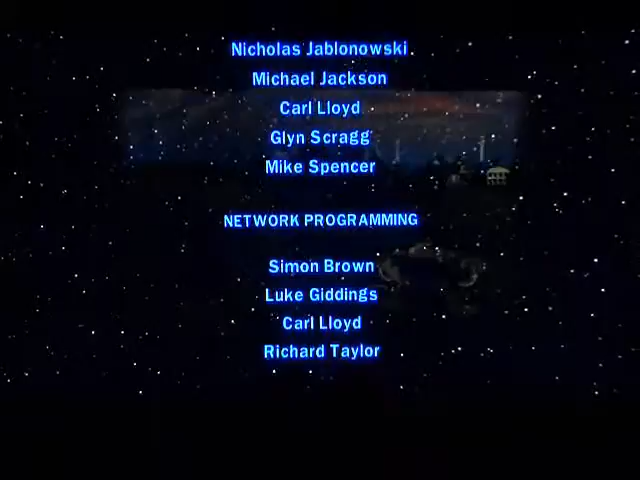 Nicholas Jablonowski
Michael Jackson
Carl Lloyd
Glyn Scragg
Mike Spencer
NETWORK PROGRAMMING
Simon Brown
Luke Giddings
Carl Lloyd
Richard Taylor